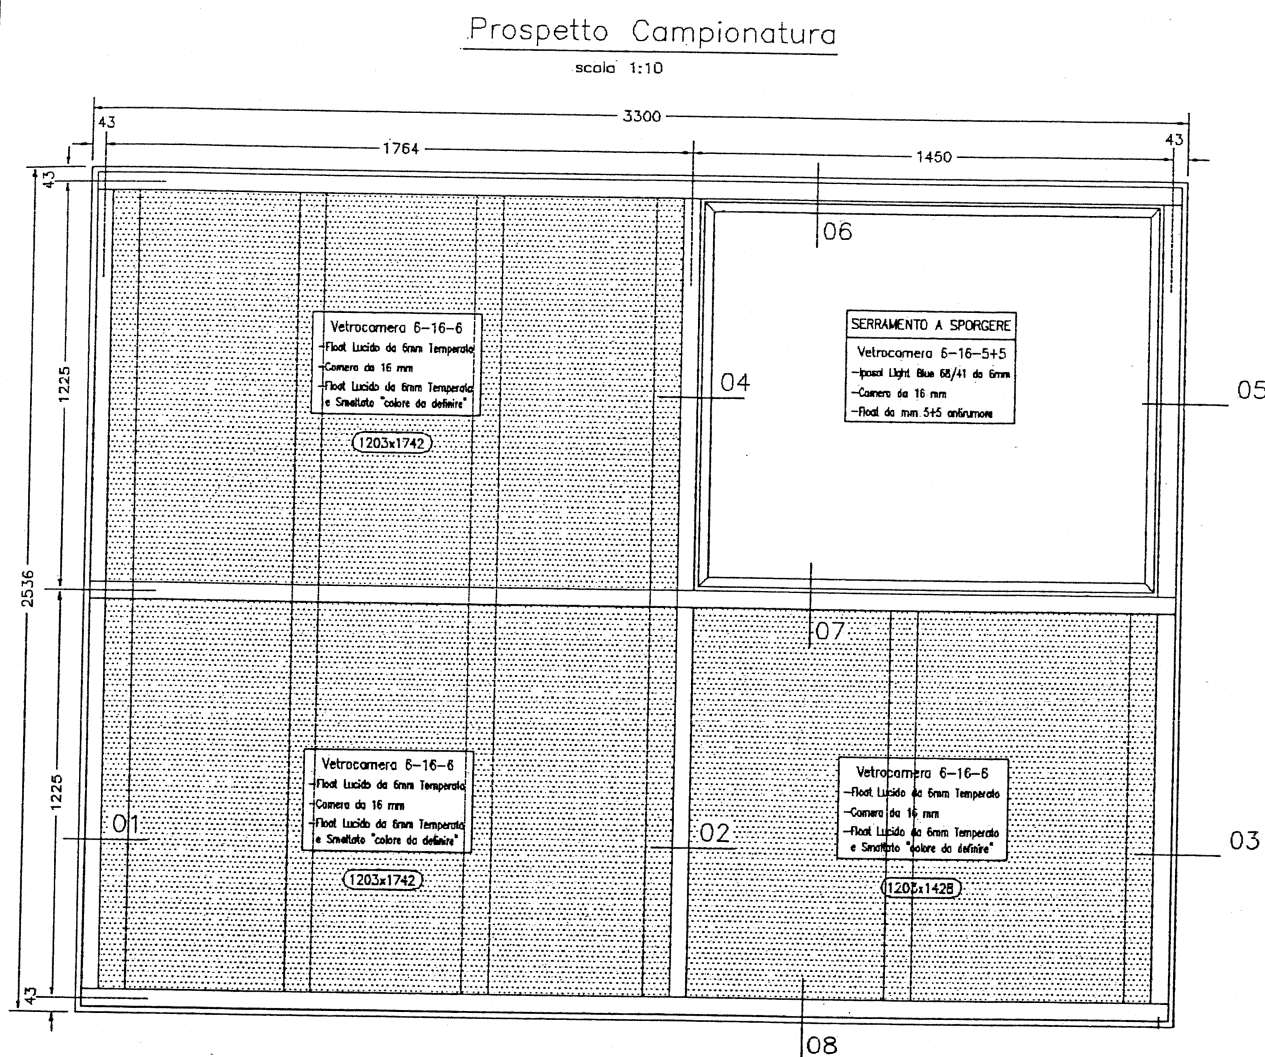 Prospetto Campionatura
scala 1:10
3300
43
1764
1450
43
43
1225
2536
1225
43
06
Vetrocamera 6-16-6
-Float Lucido da 6mm Temperato
-Camera da 16 mm
-Float Lucido da 6mm Temperato
e Smaltato "colore da definire"
1203x1742
04
SERRAMENTO A SPORGERE
Vetrocamera 6-16-5+5
-Ipasol Light Blue 68/41 da 6mm
-Camera da 16 mm
-Float da mm. 5+5 antirumore
05
07
Vetrocamera 6-16-6
-Float Lucido da 6mm Temperato
-Camera da 16 mm
-Float Lucido da 6mm Temperato
e Smaltato "colore da definire"
1203x1742
01
02
Vetrocamera 6-16-6
-Float Lucido da 6mm Temperato
-Camera da 16 mm
-Float Lucido da 6mm Temperato
e Smaltato "colore da definire"
1203x1428
03
08